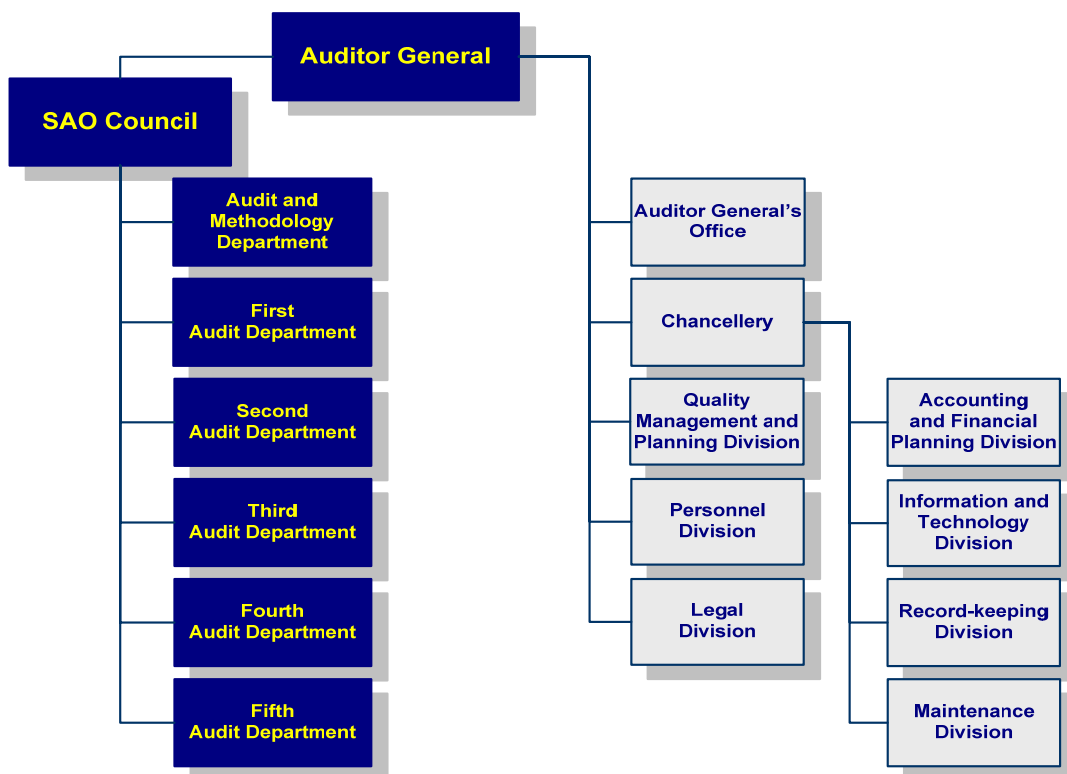 Auditor General
SAO Council
Audit and
Methodology
Department
First
Audit Department
Second
Audit Department
Third
Audit Department
Fourth
Audit Department
Fifth
Audit Department
Auditor General’s
Office
Chancellery
Quality
Management and
Planning Division
Personnel
Division
Legal
Division
Accounting
and Financial
Planning Division
Information and
Technology
Division
Record-keeping
Division
Maintenance
Division